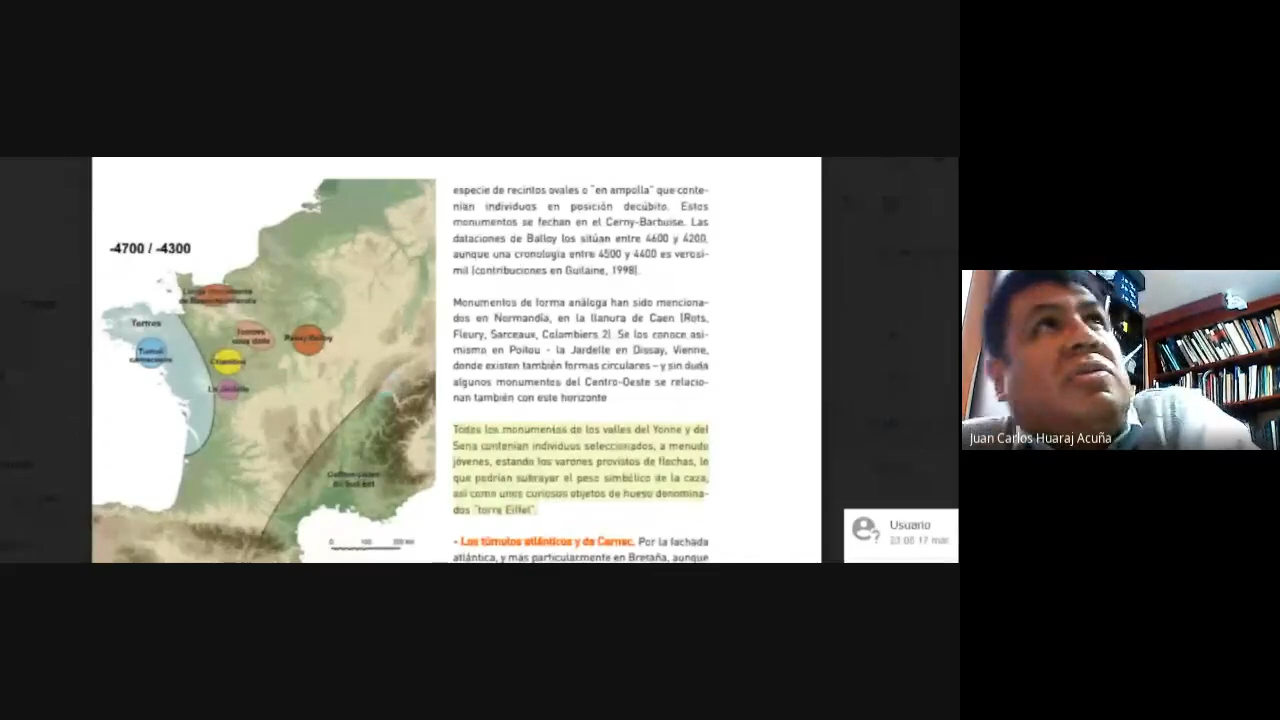 -4700 / -4300
Tertres
Passy-Balloy
La Jardelle
0 100 200 km
especie de recintos ovales o "en ampolla" que conte-
nían individuos en posición decúbito. Estos
monumentos se fechan en el Cerny-Barbuise. Las
dataciones de Balloy los sitúan entre 4600 y 4200,
aunque una cronología entre 4500 y 4400 es verosí-
mil (contribuciones en Guilaine, 1998).
Monumentos de forma análoga han sido menciona-
dos en Normandía, en la llanura de Caen (Rots,
Fleury, Sarceaux, Colombiers 2). Se los conoce asi-
mismo en Poitou - la Jardelle en Dissay, Vienne,
donde existen también formas circulares – y sin duda
algunos monumentos del Centro-Oeste se relacio-
nan también con este horizonte
Todos los monumentos de los valles del Yonne y del
Sena contenían individuos seleccionados, a menudo
jóvenes, estando los varones provistos de flechas, lo
que podrían subrayar el peso simbólico de la caza,
así como unos curiosos objetos de hueso denomina-
dos "torre Eiffel".
- Los túmulos atlánticos y de Carnac. Por la fachada
atlántica, y más particularmente en Bretaña, aunque
Usuario
23:08 17 mar
Juan Carlos Huaraj Acuña